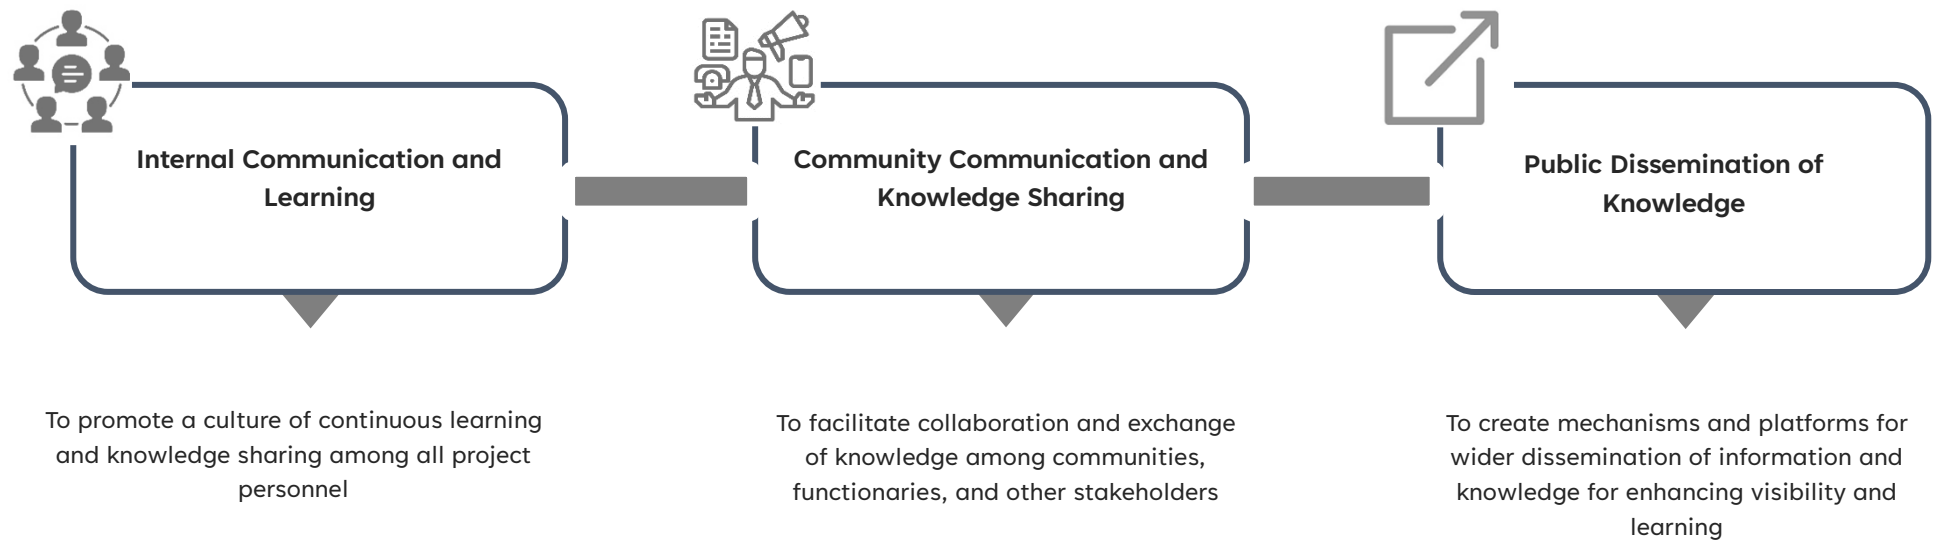 Internal Communication and
Learning
Community Communication and
Knowledge Sharing
Public Dissemination of
Knowledge
To promote a culture of continuous learning
and knowledge sharing among all project
personnel
To facilitate collaboration and exchange
of knowledge among communities,
functionaries, and other stakeholders
To create mechanisms and platforms for
wider dissemination of information and
knowledge for enhancing visibility and
learning